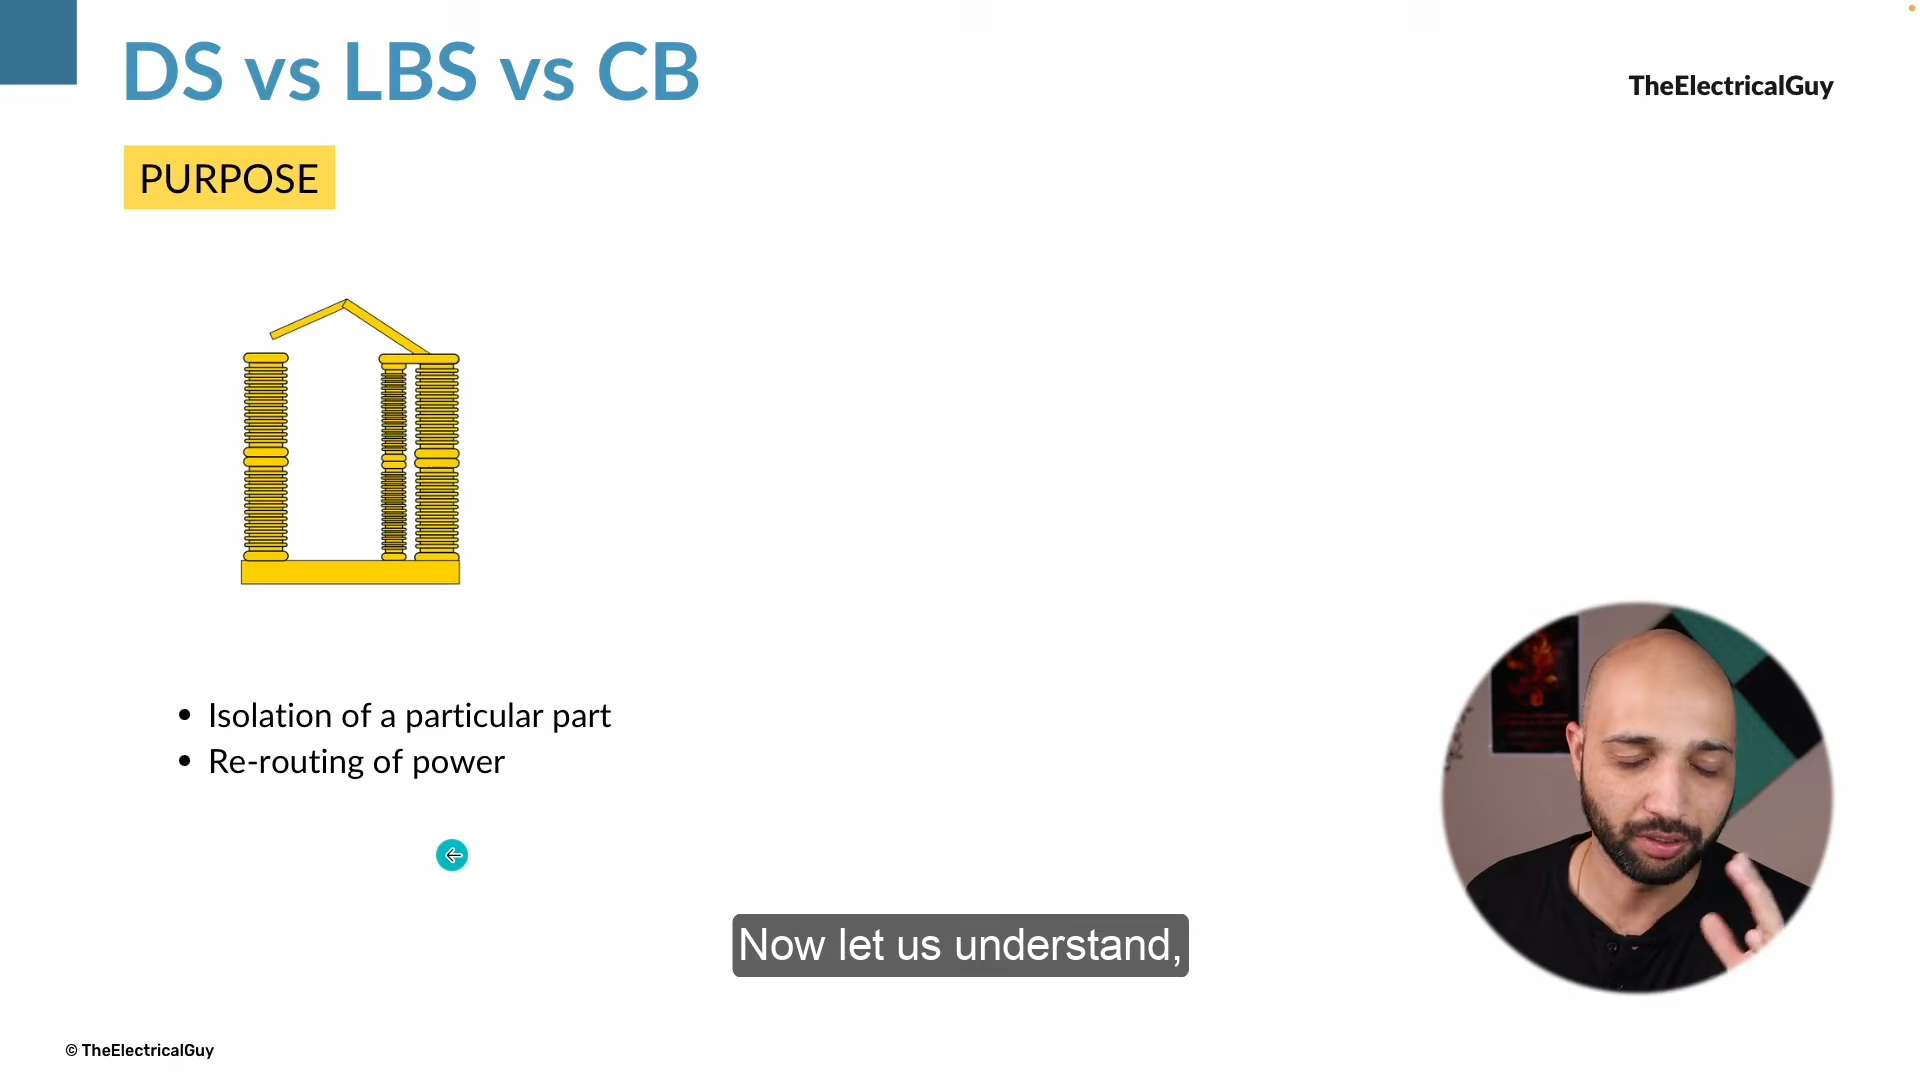 DS vs LBS vs CB
TheElectricalGuy
PURPOSE
• Isolation of a particular part
• Re-routing of power
Now let us understand,
© TheElectricalGuy